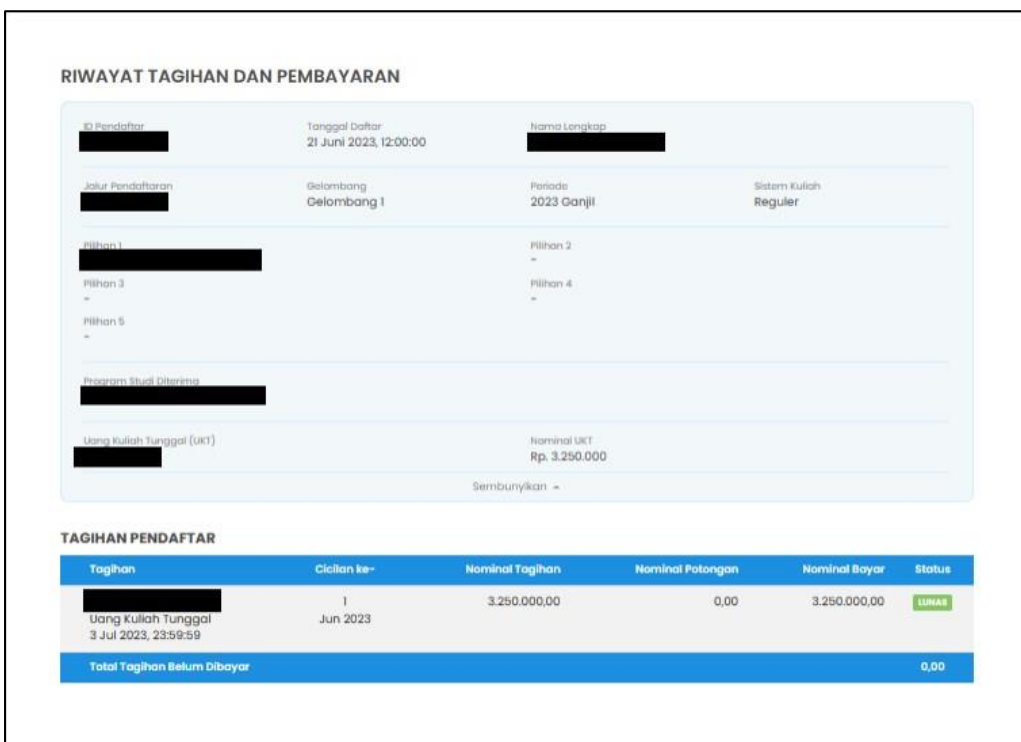 RIWAYAT TAGIHAN DAN PEMBAYARAN
ID Pendaftar Tanggal Daftar Nama Lengkap
21 Juni 2023, 12:00:00
Jalur Pendaftaran Gelombang Periode Sistem Kuliah
Gelombang 1 2023 Ganjil Reguler
Pilihan 1 Pilihan 2
-
Pilihan 3 Pilihan 4
- -
Pilihan 5
-
Program Studi Diterima
Uang Kuliah Tunggal (UKT) Nominal UKT
Rp. 3.250.000
Sembunyikan
TAGIHAN PENDAFTAR
Tagihan Cicilan ke- Nominal Tagihan Nominal Potongan Nominal Bayar Status
1 3.250.000,00 0,00 3.250.000,00 LUNAS
Uang Kuliah Tunggal Jun 2023
3 Jul 2023, 23:59:59
Total Tagihan Belum Dibayar 0,00